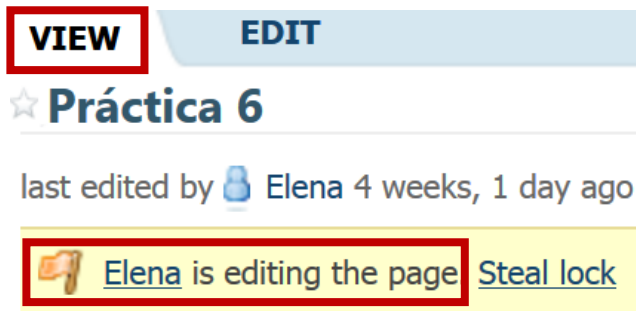 VIEW EDIT
Práctica 6
last edited by Elena 4 weeks, 1 day ago
Elena is editing the page Steal lock